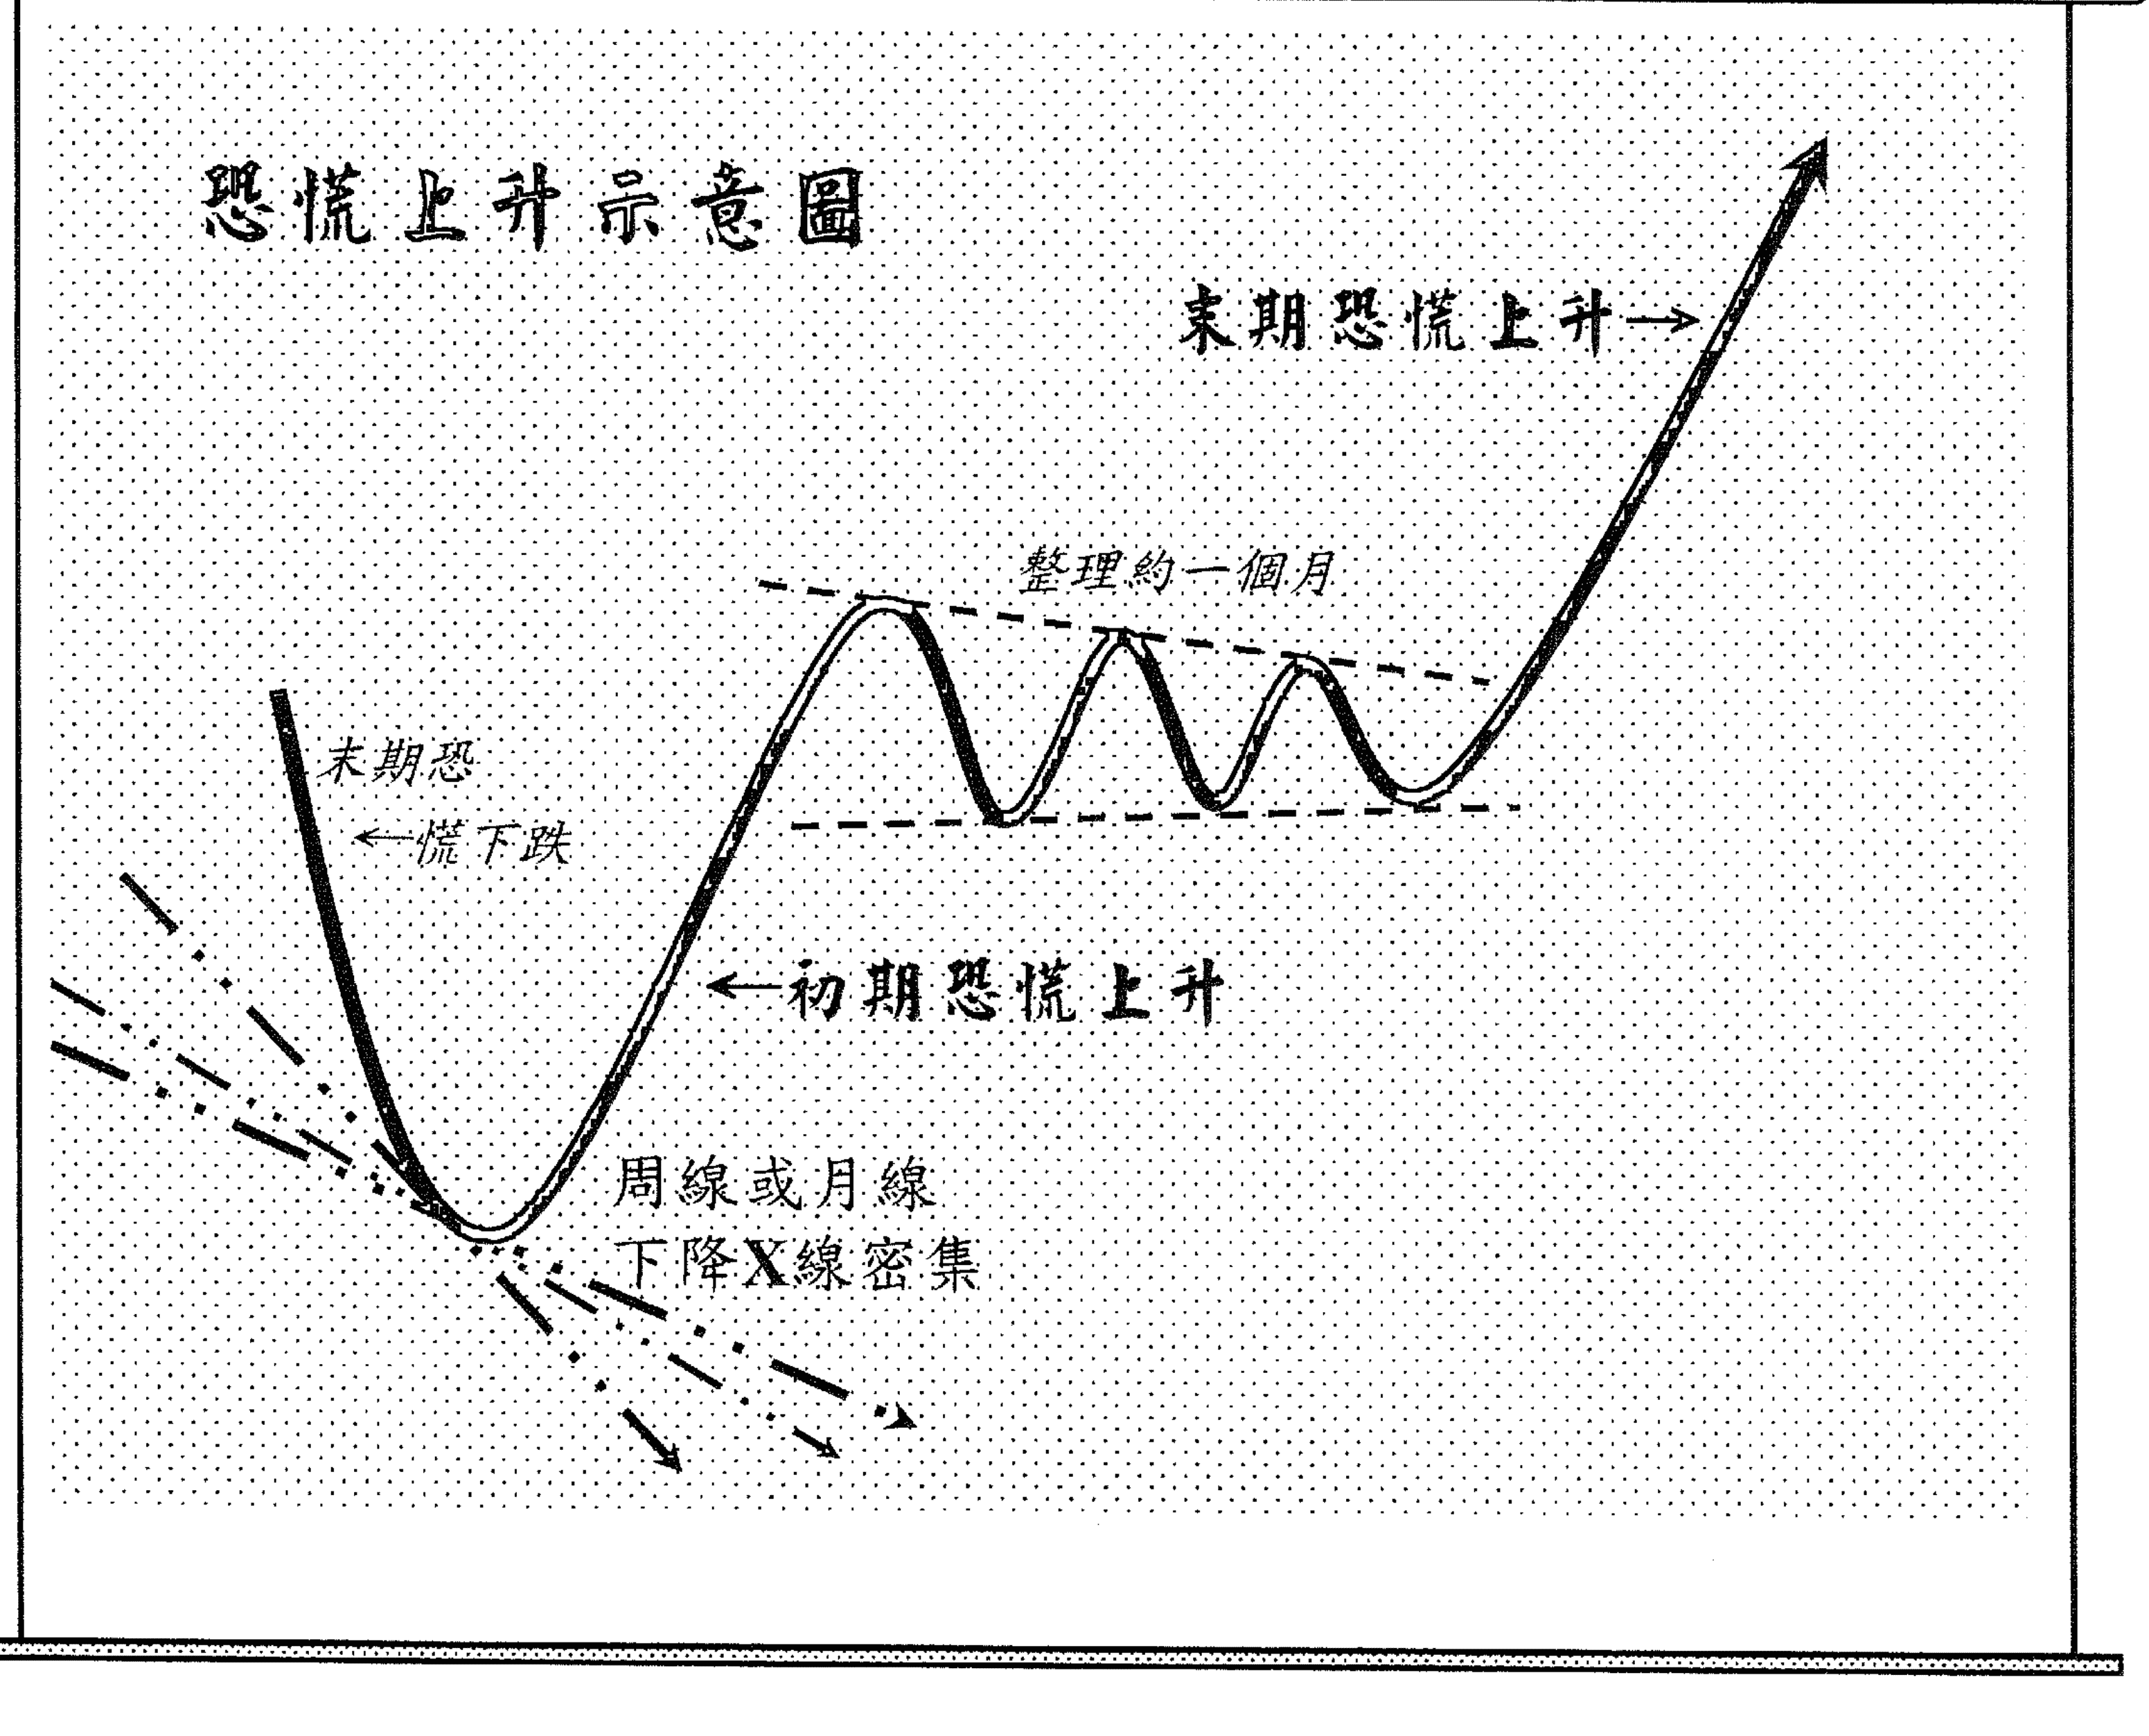 恐慌上升示意圖
末期恐慌上升→
整理約一個月
末期恐
←慌下跌
←初期恐慌上升
周線或月線
下降X線密集